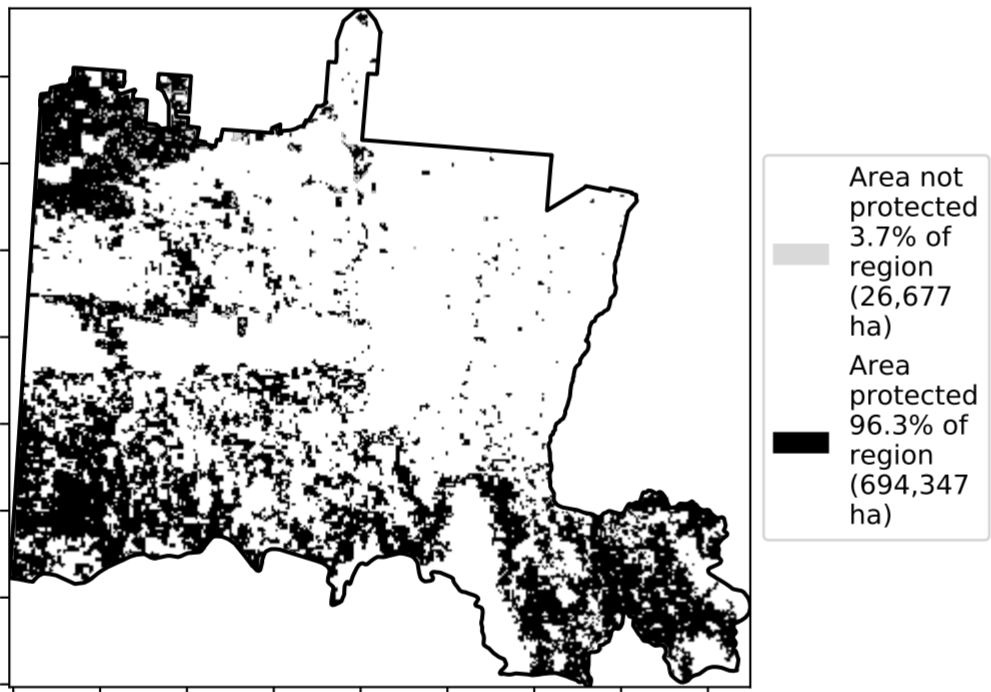 Area not
protected
3.7% of
region
(26,677
ha)
Area
protected
96.3% of
region
(694,347
ha)